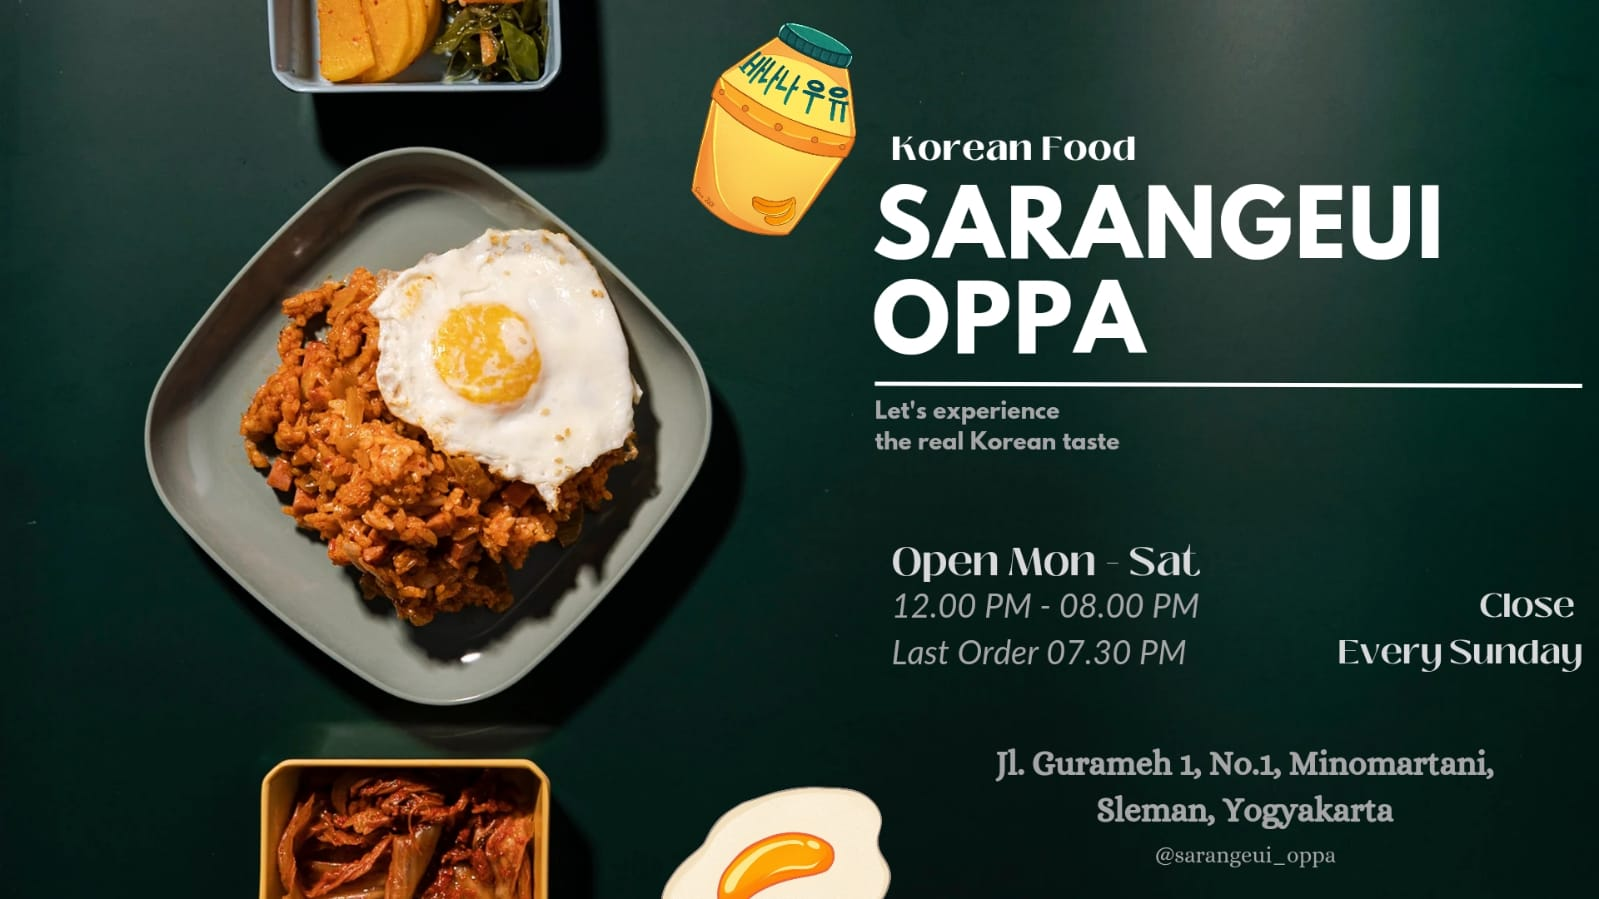 바나나우유
Korean Food
SARANGEUI
OPPA
Let's experience
the real Korean taste
Open Mon - Sat
12.00 PM - 08.00 PM
Last Order 07.30 PM
Close
Every Sunday
Jl. Gurameh 1, No.1, Minomartani,
Sleman, Yogyakarta
@sarangeui_oppa